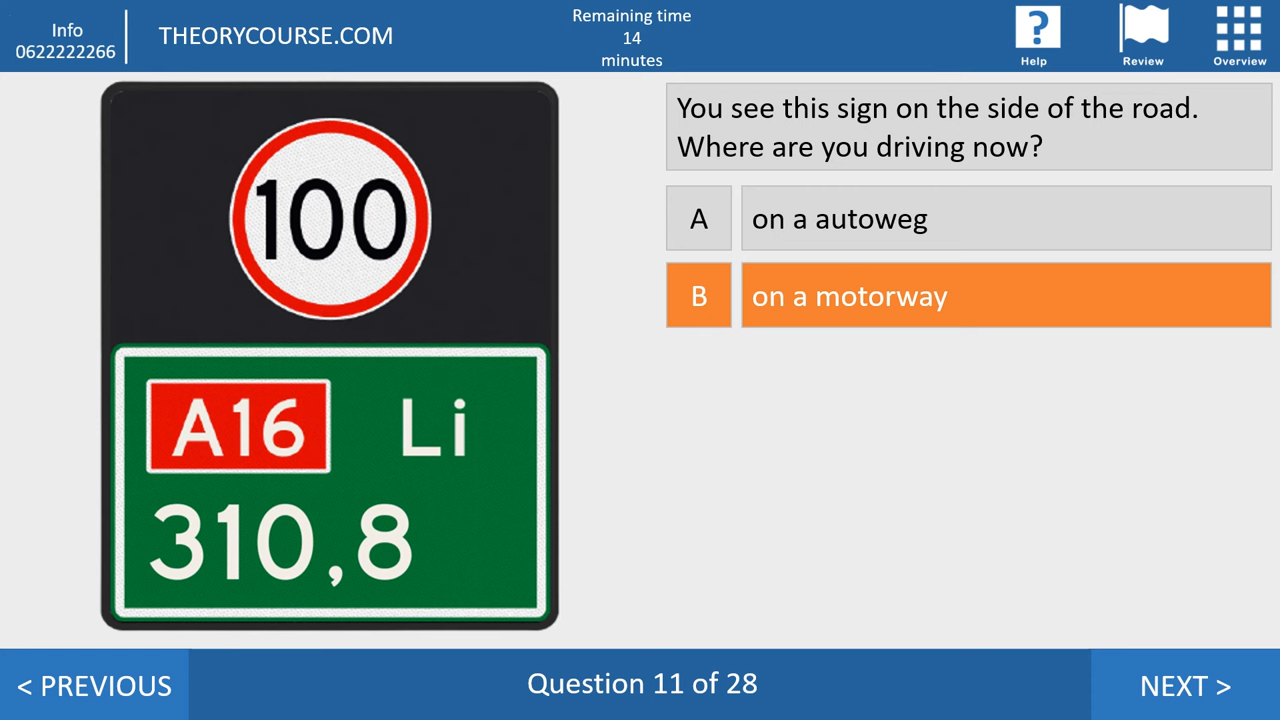 Info
0622222266
THEORYCOURSE.COM
Remaining time
14
minutes
?
Help
Review
Overview
100
A16 Li
310,8
You see this sign on the side of the road.
Where are you driving now?
A on a autoweg
B on a motorway
< PREVIOUS
Question 11 of 28
NEXT >